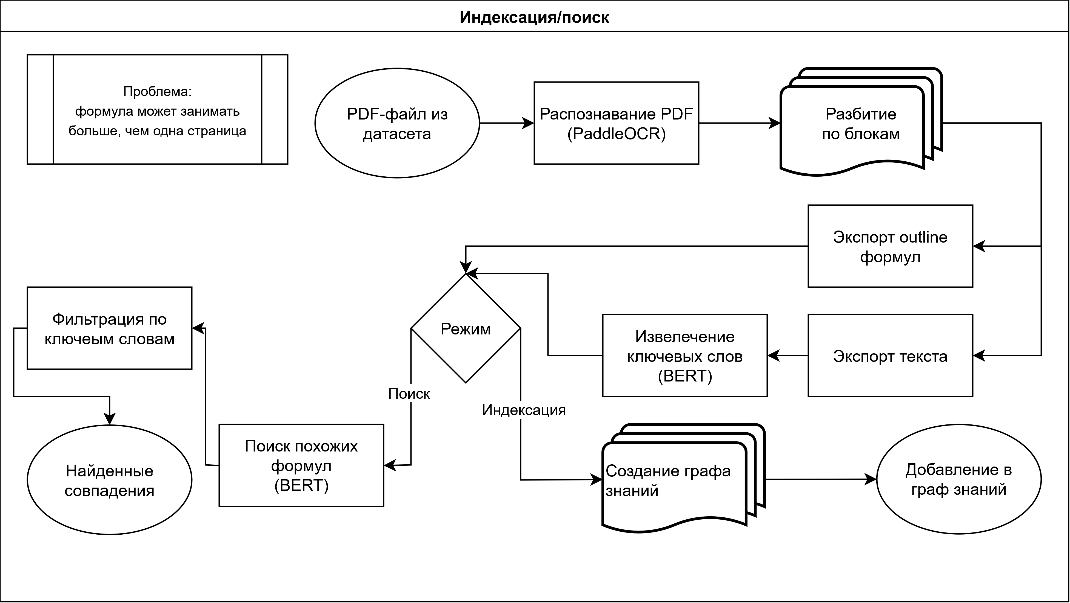 Индексация/поиск
Проблема:
формула может занимать
больше, чем одна страница
PDF-файл из
датасета
Распознавание PDF
(PaddleOCR)
Разбитие
по блокам
Экспорт outline
формул
Фильтрация по
ключеым словам
Режим
Извелечение
ключевых слов
(BERT)
Экспорт текста
Поиск
Индексация
Поиск похожих
формул
(BERT)
Найденные
совпадения
Создание графа
знаний
Добавление в
граф знаний